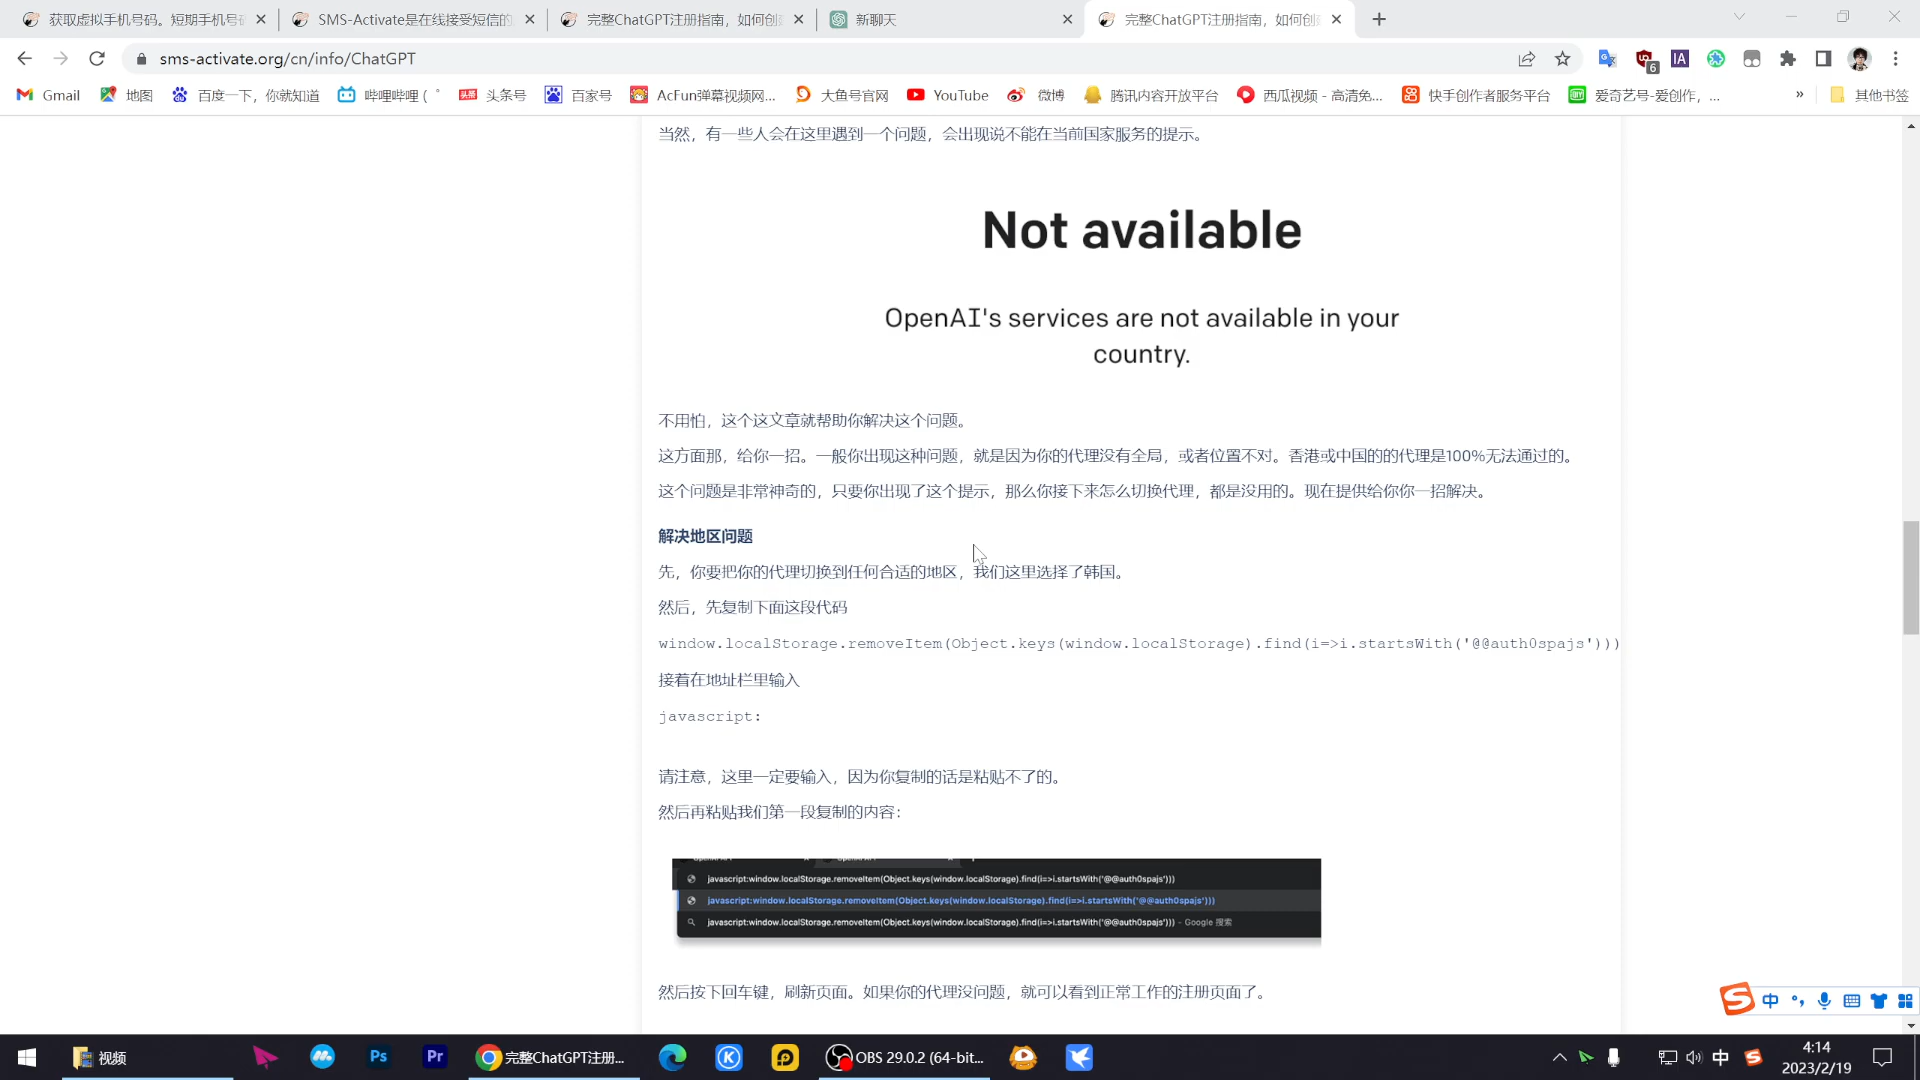 获取虚拟手机号码。短期手机号
SMS-Activate是在线接受短信的
完整ChatGPT注册指南，如何创
新聊天
完整ChatGPT注册指南，如何创
sms-activate.org/cn/info/ChatGPT
6
IA
Gmail
地图
百度一下，你就知道
哔哩哔哩 ( ゜
头条号
百家号
AcFun弹幕视频网...
大鱼号官网
YouTube
微博
腾讯内容开放平台
西瓜视频 - 高清免...
快手创作者服务平台
爱奇艺号-爱创作，...
»
其他书签
当然，有一些人会在这里遇到一个问题，会出现说不能在当前国家服务的提示。
Not available
OpenAI's services are not available in your
country.
不用怕，这个这文章就帮助你解决这个问题。
这方面那，给你一招。一般你出现这种问题，就是因为你的代理没有全局，或者位置不对。香港或中国的的代理是100%无法通过的。
这个问题是非常神奇的，只要你出现了这个提示，那么你接下来怎么切换代理，都是没用的。现在提供给你你一招解决。
解决地区问题
先，你要把你的代理切换到任何合适的地区，我们这里选择了韩国。
然后，先复制下面这段代码
window.localStorage.removeItem(Object.keys(window.localStorage).find(i=>i.startsWith('@@auth0spajs')))
接着在地址栏里输入
javascript:
请注意，这里一定要输入，因为你复制的话是粘贴不了的。
然后再粘贴我们第一段复制的内容：
javascript:window.localStorage.removeItem(Object.keys(window.localStorage).find(i=>i.startsWith('@@auth0spajs')))
javascript:window.localStorage.removeItem(Object.keys(window.localStorage).find(i=>i.startsWith('@@auth0spajs')))
javascript:window.localStorage.removeItem(Object.keys(window.localStorage).find(i=>i.startsWith('@@auth0spajs'))) - Google 搜索
然后按下回车键，刷新页面。如果你的代理没问题，就可以看到正常工作的注册页面了。
中
视频
Ps
Pr
完整ChatGPT注册...
OBS 29.0.2 (64-bit...
中
4:14
2023/2/19